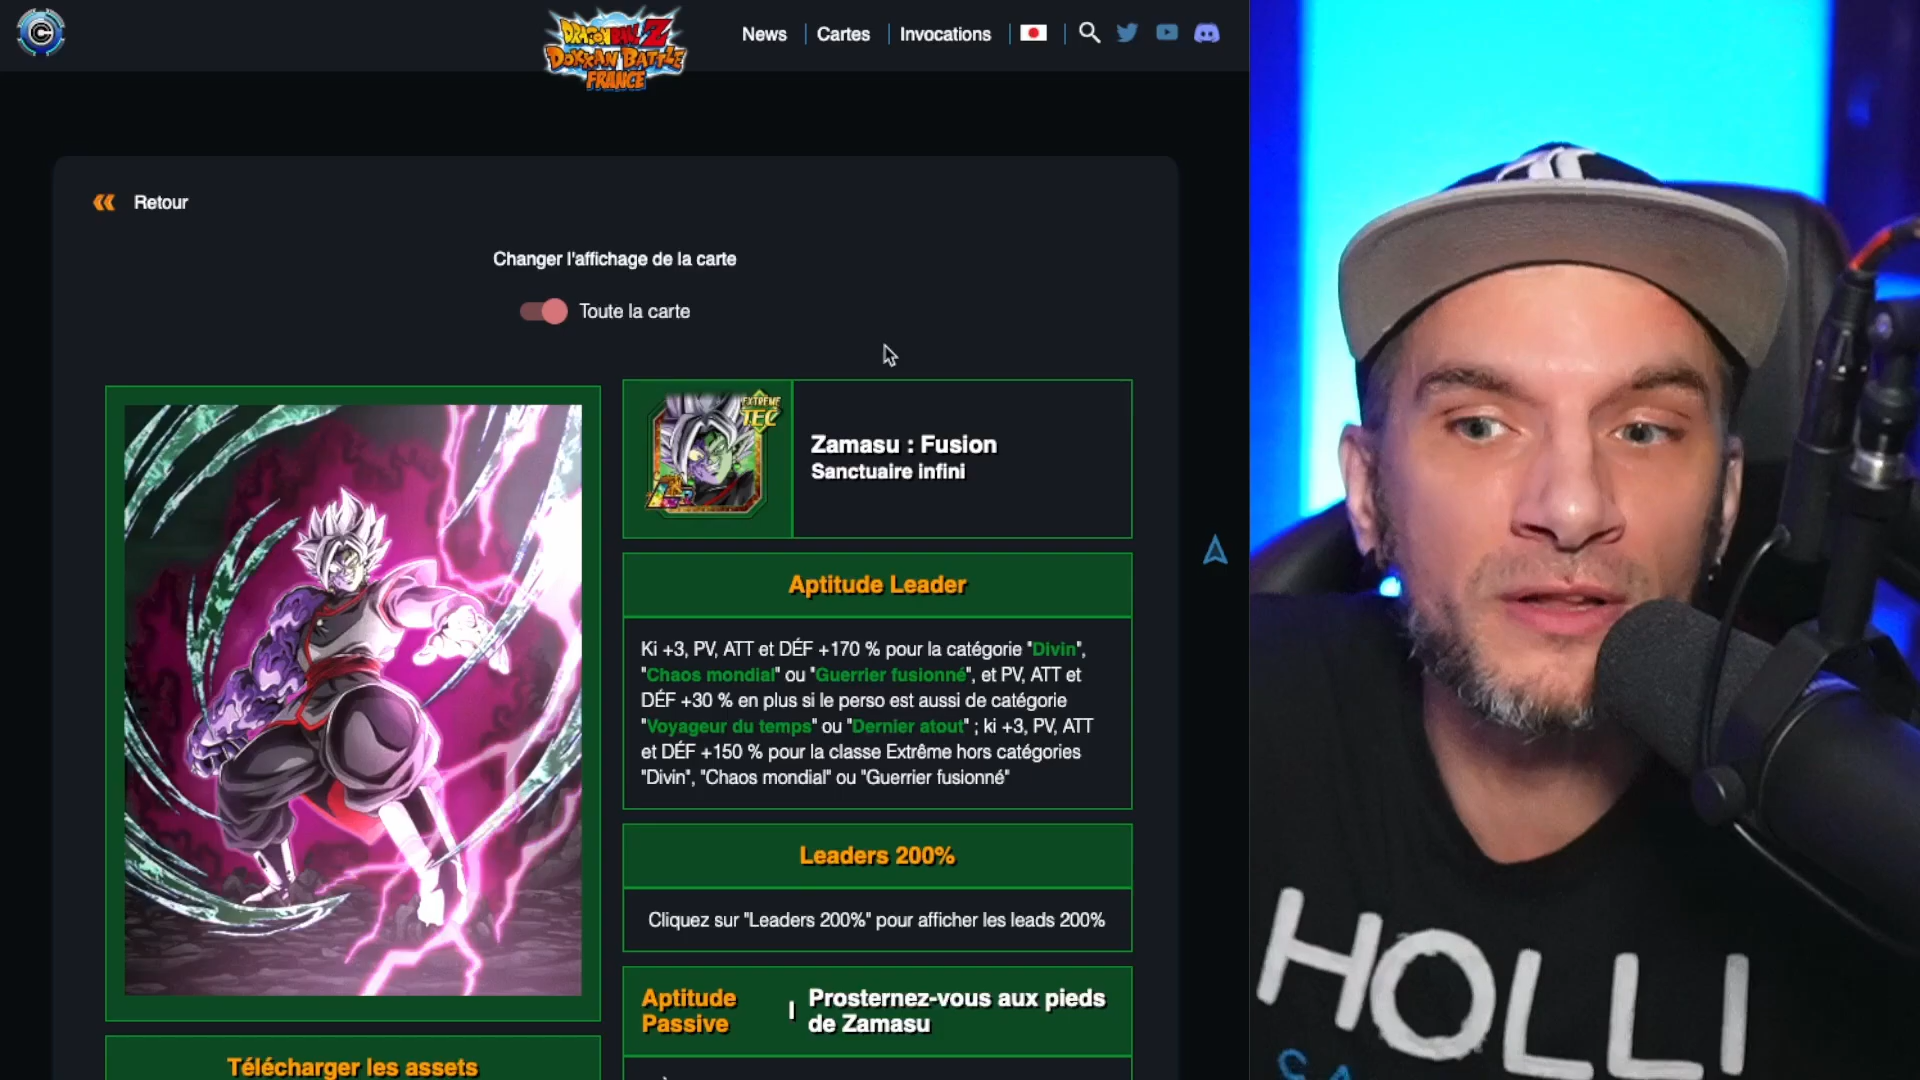 DRAGON BALL Z
DOKKAN BATTLE
FRANCE
News
Cartes
Invocations
Retour
Changer l'affichage de la carte
Toute la carte
EXTRÊME
TEC
Zamasu : Fusion
Sanctuaire infini
Aptitude Leader
Ki +3, PV, ATT et DÉF +170 % pour la catégorie "Divin",
"Chaos mondial" ou "Guerrier fusionné", et PV, ATT et
DÉF +30 % en plus si le perso est aussi de catégorie
"Voyageur du temps" ou "Dernier atout" ; ki +3, PV, ATT
et DÉF +150 % pour la classe Extrême hors catégories
"Divin", "Chaos mondial" ou "Guerrier fusionné"
Leaders 200%
Cliquez sur "Leaders 200%" pour afficher les leads 200%
Aptitude Passive | Prosternez-vous aux pieds
de Zamasu
Télécharger les assets
HOLLI